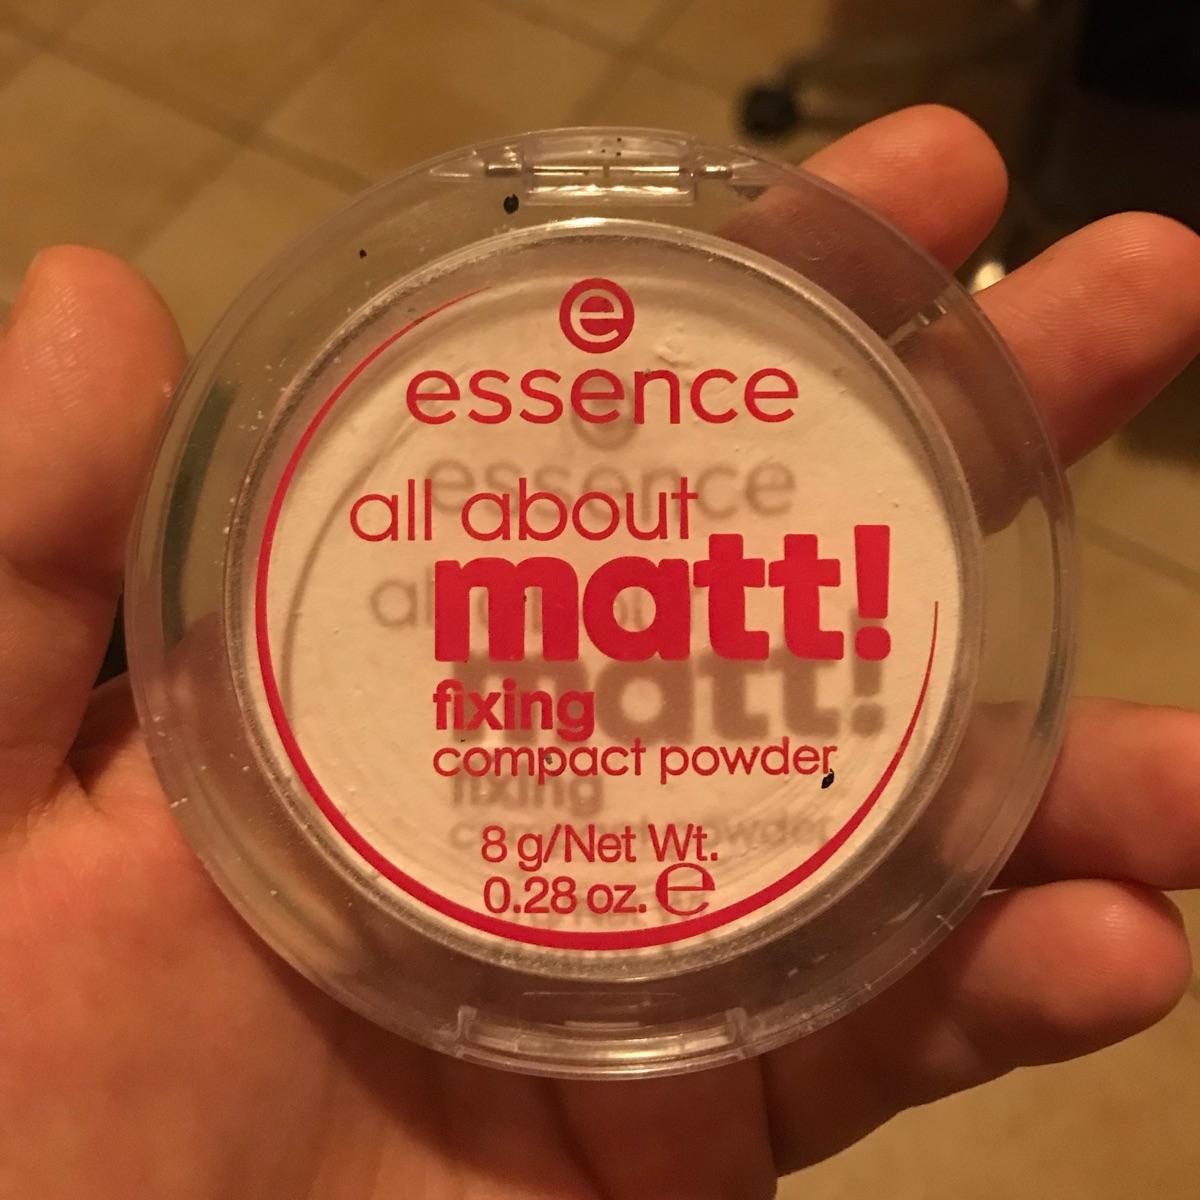 e
essence
all about
matt!
fixing
compact powder
8 g/Net Wt.
0.28 oz. ℮